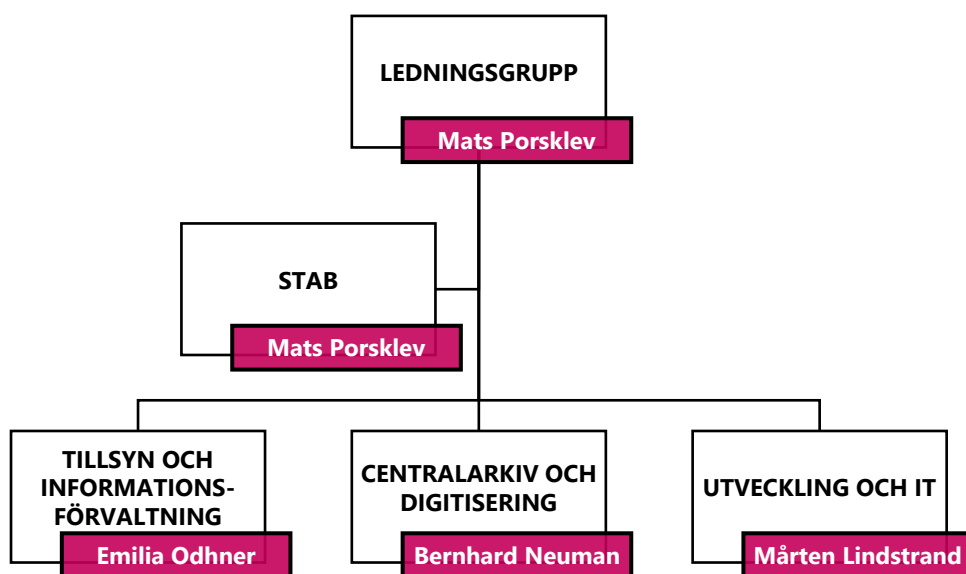 LEDNINGSGRUPP
Mats Porsklev
STAB
Mats Porsklev
TILLSYN OCH
INFORMATIONS-
FÖRVALTNING
Emilia Odhner
CENTRALARKIV OCH
DIGITISERING
Bernhard Neuman
UTVECKLING OCH IT
Mårten Lindstrand